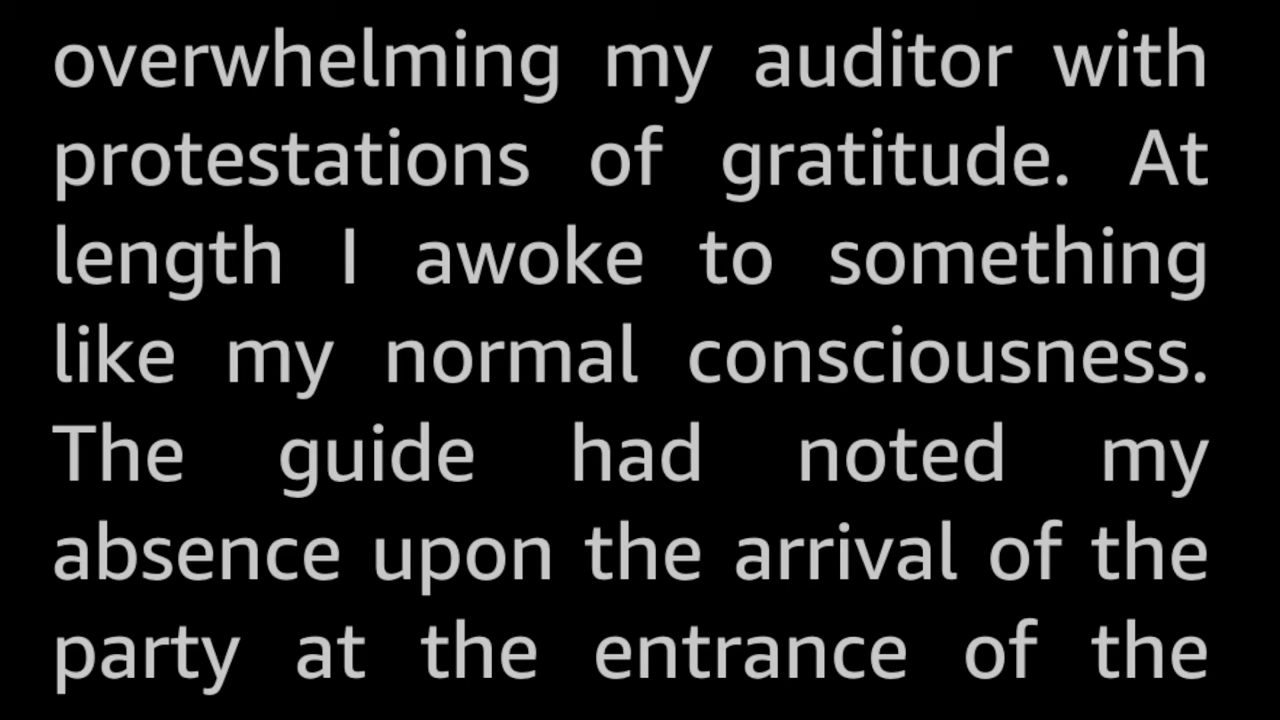 overwhelming my auditor with
protestations of gratitude. At
length I awoke to something
like my normal consciousness.
The guide had noted my
absence upon the arrival of the
party at the entrance of the